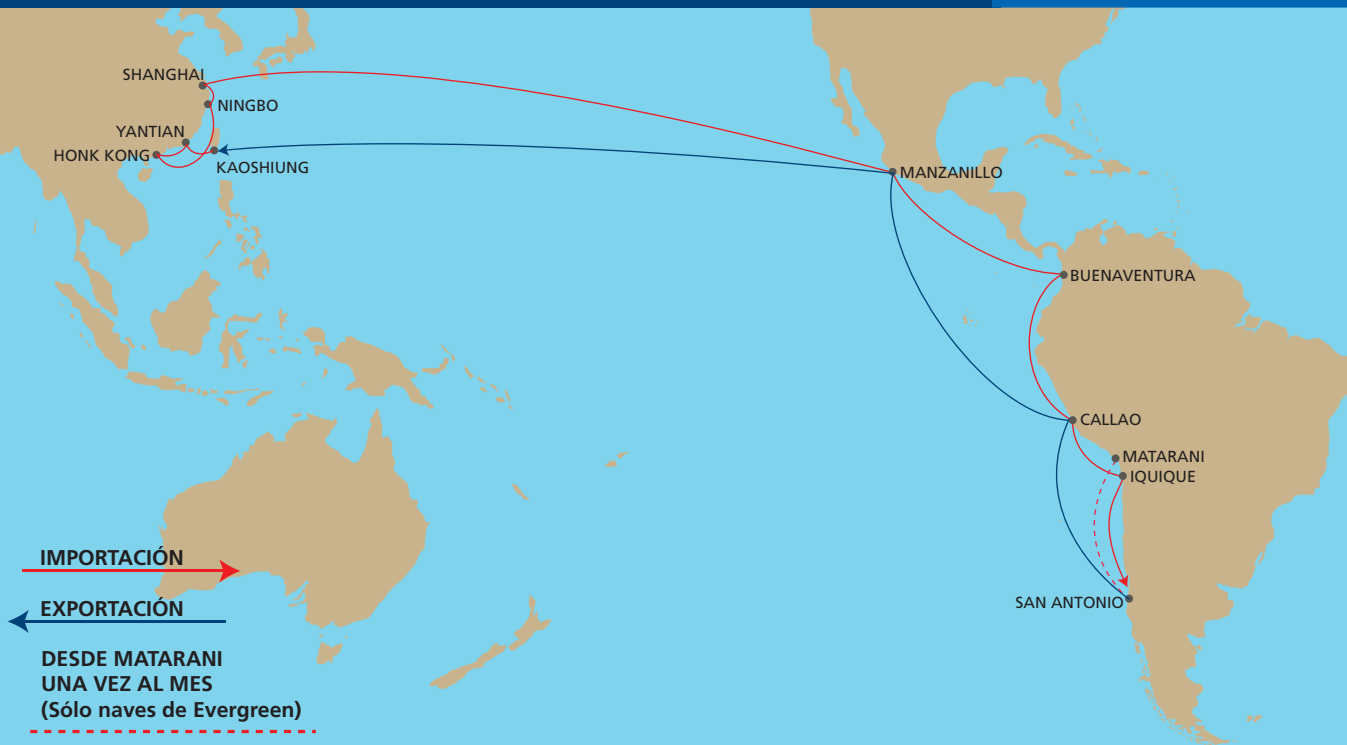 SHANGHAI
NINGBO
YANTIAN
HONK KONG
KAOSHIUNG
MANZANILLO
BUENAVENTURA
CALLAO
MATARANI
IQUIQUE
SAN ANTONIO
IMPORTACIÓN
EXPORTACIÓN
DESDE MATARANI
UNA VEZ AL MES
(Sólo naves de Evergreen)